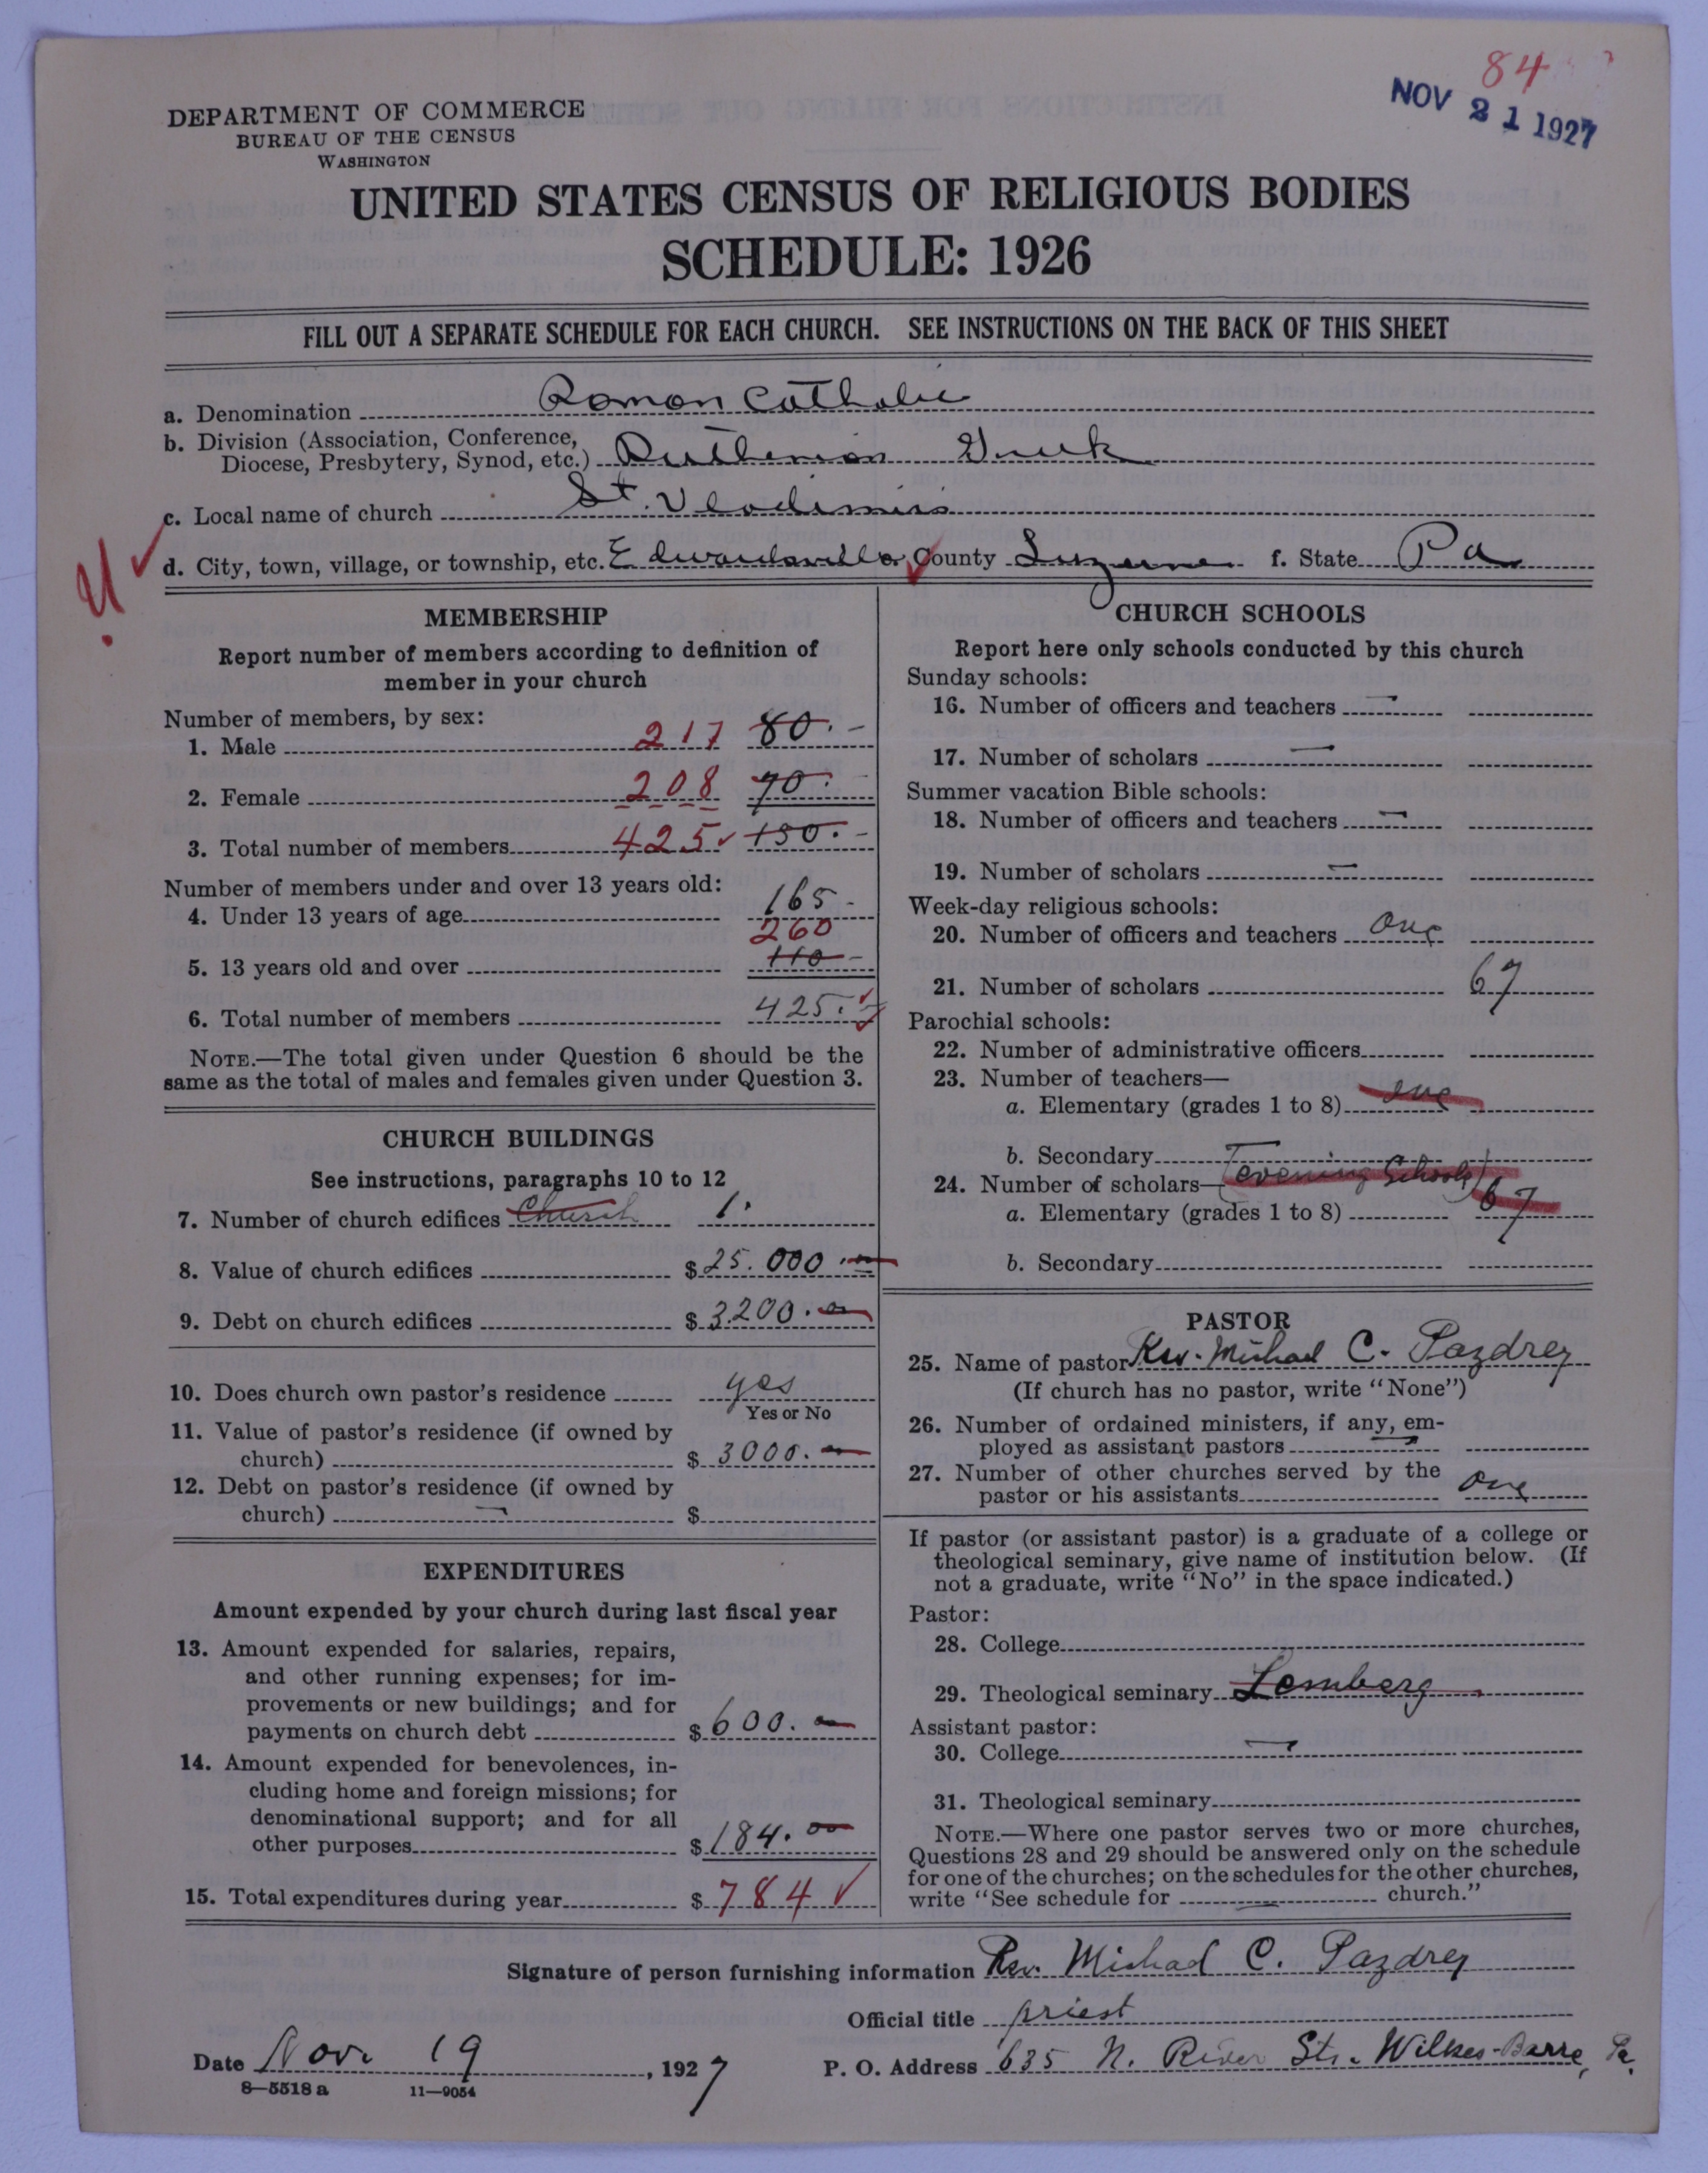 84
NOV 21 1927
DEPARTMENT OF COMMERCE
BUREAU OF THE CENSUS
WASHINGTON
UNITED STATES CENSUS OF RELIGIOUS BODIES
SCHEDULE: 1926
FILL OUT A SEPARATE SCHEDULE FOR EACH CHURCH. SEE INSTRUCTIONS ON THE BACK OF THIS SHEET
a. Denomination Roman Catholic
b. Division (Association, Conference, Diocese, Presbytery, Synod, etc.) Ruthenian Greek
c. Local name of church St. Vladimirs
d. City, town, village, or township, etc. Edwardsville County Luzerne f. State Pa
MEMBERSHIP
Report number of members according to definition of
member in your church
Number of members, by sex:
1. Male 217 80.-
2. Female 208 70.
3. Total number of members 425 150.-
Number of members under and over 13 years old:
4. Under 13 years of age 165-
260
5. 13 years old and over 110-
6. Total number of members 425.
NOTE.—The total given under Question 6 should be the
same as the total of males and females given under Question 3.
CHURCH BUILDINGS
See instructions, paragraphs 10 to 12
7. Number of church edifices Church 1.
8. Value of church edifices $ 25.000.
9. Debt on church edifices $ 3200.
10. Does church own pastor's residence yes
Yes or No
11. Value of pastor's residence (if owned by
church) $ 3000.
12. Debt on pastor's residence (if owned by
church) — $
EXPENDITURES
Amount expended by your church during last fiscal year
13. Amount expended for salaries, repairs,
and other running expenses; for im-
provements or new buildings; and for
payments on church debt $ 600.
14. Amount expended for benevolences, in-
cluding home and foreign missions; for
denominational support; and for all
other purposes $ 184.00
15. Total expenditures during year $ 784
CHURCH SCHOOLS
Report here only schools conducted by this church
Sunday schools:
16. Number of officers and teachers —
17. Number of scholars —
Summer vacation Bible schools:
18. Number of officers and teachers —
19. Number of scholars —
Week-day religious schools:
20. Number of officers and teachers one
21. Number of scholars 67
Parochial schools:
22. Number of administrative officers
23. Number of teachers—
a. Elementary (grades 1 to 8) one
b. Secondary
24. Number of scholars— (evening Schools)
a. Elementary (grades 1 to 8) 67
b. Secondary
PASTOR
25. Name of pastor Rev. Michael C. Pazdrey
(If church has no pastor, write "None")
26. Number of ordained ministers, if any, em-
ployed as assistant pastors —
27. Number of other churches served by the
pastor or his assistants one
If pastor (or assistant pastor) is a graduate of a college or
theological seminary, give name of institution below. (If
not a graduate, write "No" in the space indicated.)
Pastor:
28. College
29. Theological seminary Lemberg
Assistant pastor:
30. College —
31. Theological seminary
NOTE.—Where one pastor serves two or more churches,
Questions 28 and 29 should be answered only on the schedule
for one of the churches; on the schedules for the other churches,
write "See schedule for — church."
Signature of person furnishing information Rev. Michael C. Pazdrey
Official title priest
Date Nov. 19, 1927 P. O. Address 635 N. River Str. Wilkes-Barre, Pa.
8—5518 a 11—9054